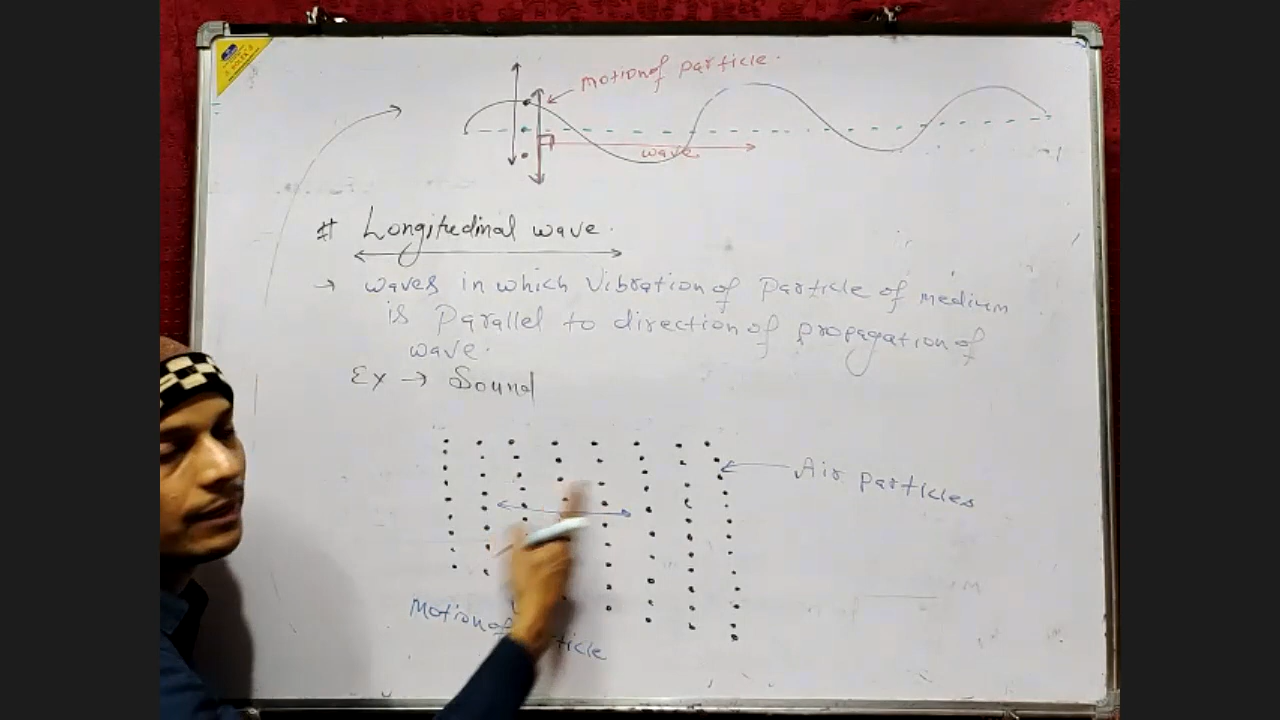 motion of particle.
wave
# Longitudinal wave.
→ waves in which vibration of particle of medium
is parallel to direction of propagation of
wave.
Ex → Sound
Air particles
Motion of